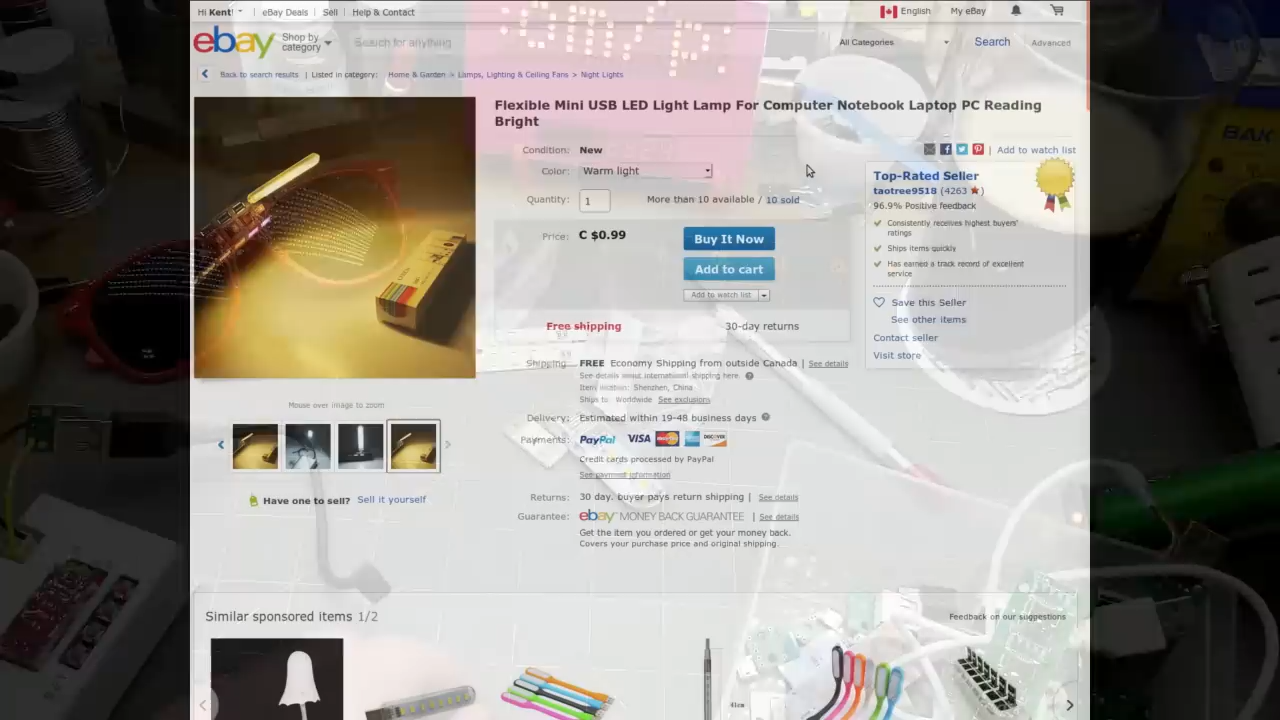 Hi Kent!
eBay Deals
Sell
Help & Contact
English
My eBay
ebay
Shop by category
Search for anything
All Categories
Search
Advanced
Back to search results | Listed in category: Home & Garden > Lamps, Lighting & Ceiling Fans > Night Lights
Flexible Mini USB LED Light Lamp For Computer Notebook Laptop PC Reading
Bright
Condition: New
Color: Warm light
Quantity: 1 More than 10 available / 10 sold
Price: C $0.99
Buy It Now
Add to cart
Add to watch list
Free shipping
30-day returns
| Add to watch list
Top-Rated Seller
taotree9518 (4263 ★)
96.9% Positive feedback
Consistently receives highest buyers'
ratings
Ships items quickly
Has earned a track record of excellent
service
Save this Seller
See other items
Contact seller
Visit store
Shipping: FREE Economy Shipping from outside Canada | See details
See details about international shipping here.
Item location: Shenzhen, China
Ships to: Worldwide See exclusions
Delivery: Estimated within 19-48 business days
Payments: PayPal VISA MasterCard DISCOVER
Credit cards processed by PayPal
See payment information
Returns: 30 day, buyer pays return shipping | See details
Guarantee: ebay MONEY BACK GUARANTEE | See details
Get the item you ordered or get your money back.
Covers your purchase price and original shipping.
Mouse over image to zoom
Have one to sell? Sell it yourself
Similar sponsored items 1/2
Feedback on our suggestions
41cm